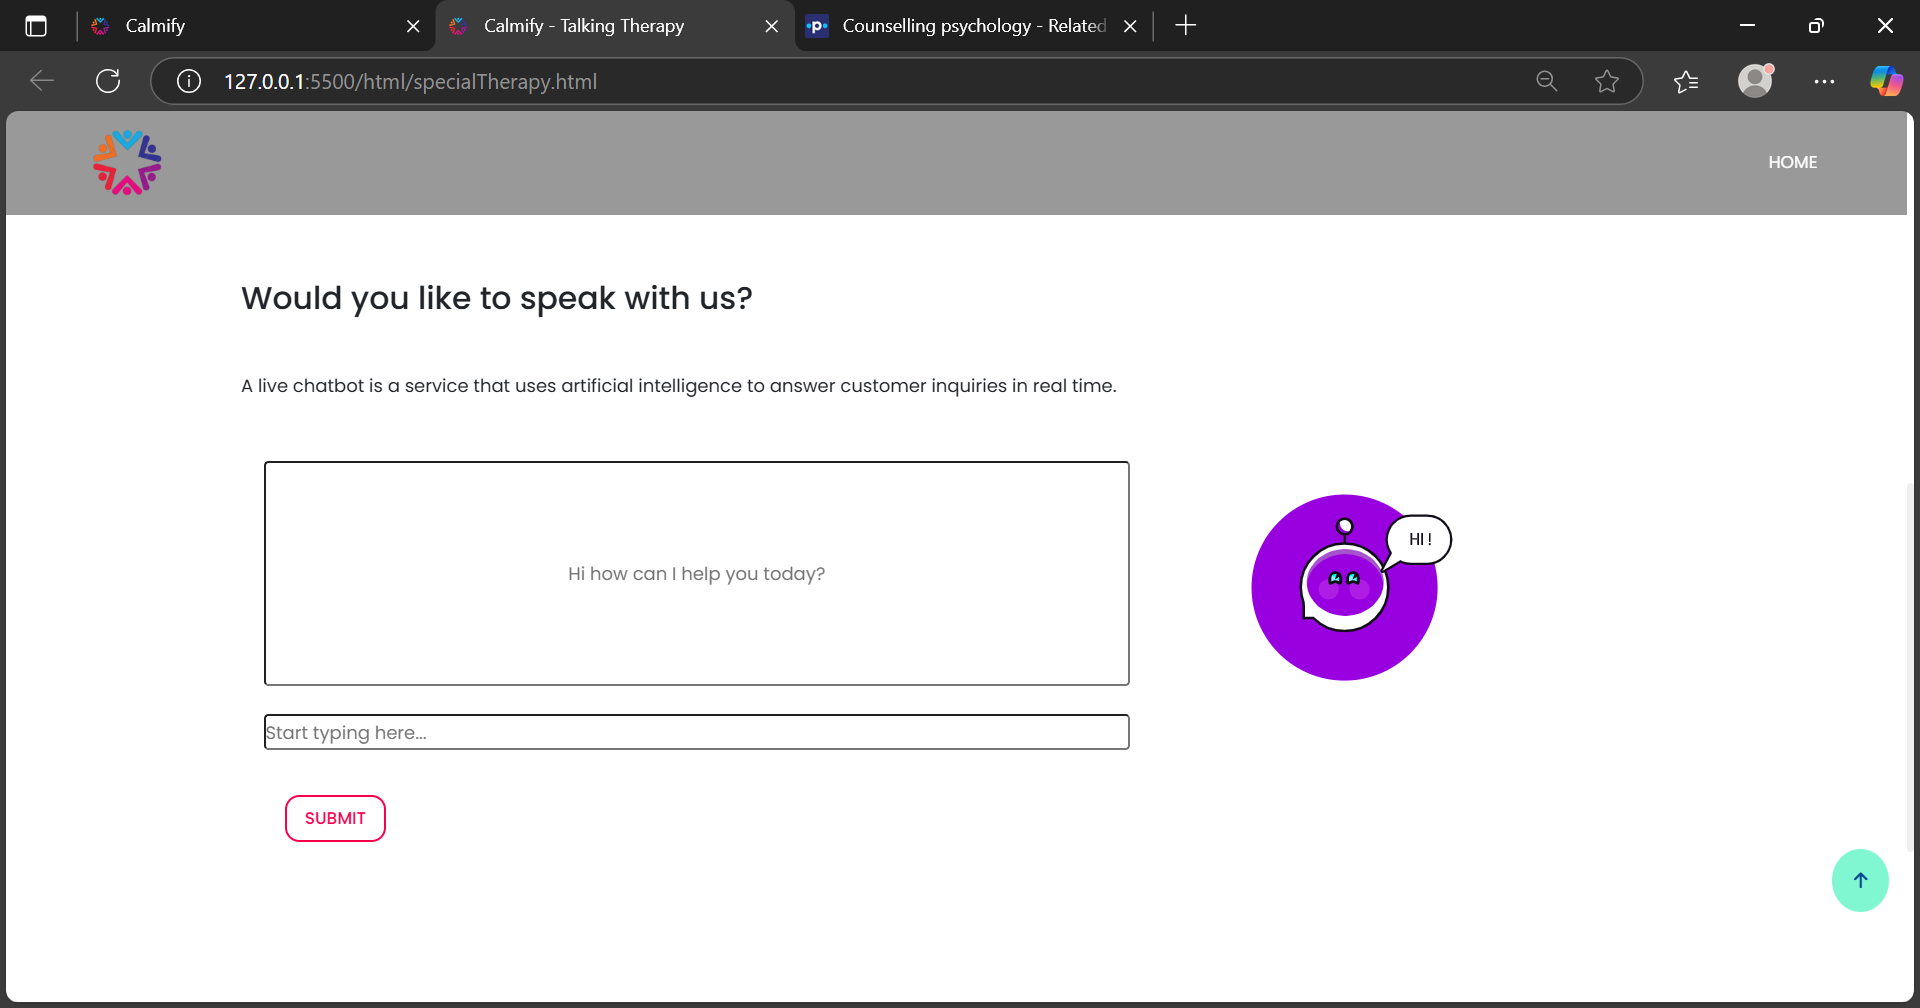 Calmify
Calmify - Talking Therapy
Counselling psychology - Related
127.0.0.1:5500/html/specialTherapy.html
HOME
Would you like to speak with us?
A live chatbot is a service that uses artificial intelligence to answer customer inquiries in real time.
Hi how can I help you today?
HI !
Start typing here...
SUBMIT